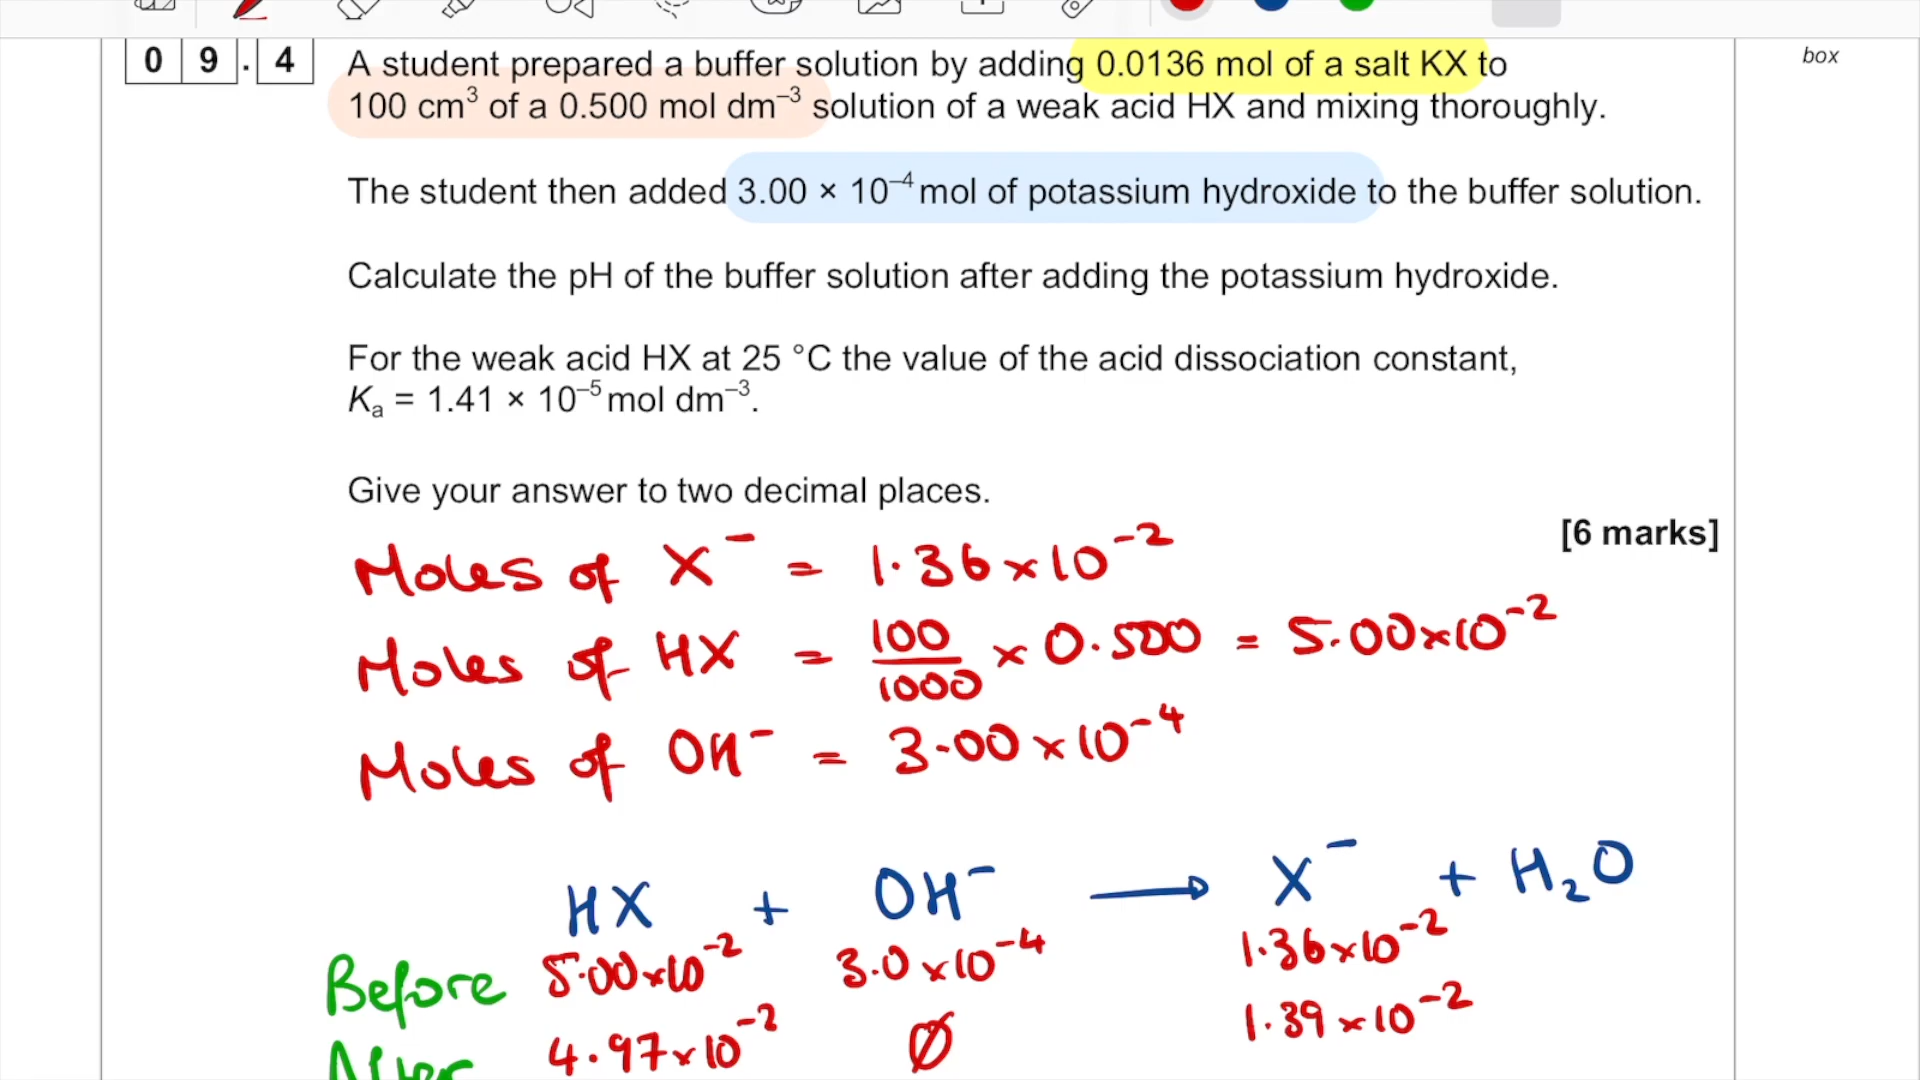 box
0 9 . 4 A student prepared a buffer solution by adding 0.0136 mol of a salt KX to
100 cm³ of a 0.500 mol dm⁻³ solution of a weak acid HX and mixing thoroughly.
The student then added 3.00 × 10⁻⁴ mol of potassium hydroxide to the buffer solution.
Calculate the pH of the buffer solution after adding the potassium hydroxide.
For the weak acid HX at 25 °C the value of the acid dissociation constant,
Kₐ = 1.41 × 10⁻⁵ mol dm⁻³.
Give your answer to two decimal places.
[6 marks]
Moles of X⁻ = 1.36 × 10⁻²
Moles of HX = 100/1000 × 0.500 = 5.00 × 10⁻²
Moles of OH⁻ = 3.00 × 10⁻⁴
HX + OH⁻ → X⁻ + H₂O
Before 5.00 × 10⁻² 3.0 × 10⁻⁴ 1.36 × 10⁻²
After 4.97 × 10⁻² Ø 1.39 × 10⁻²